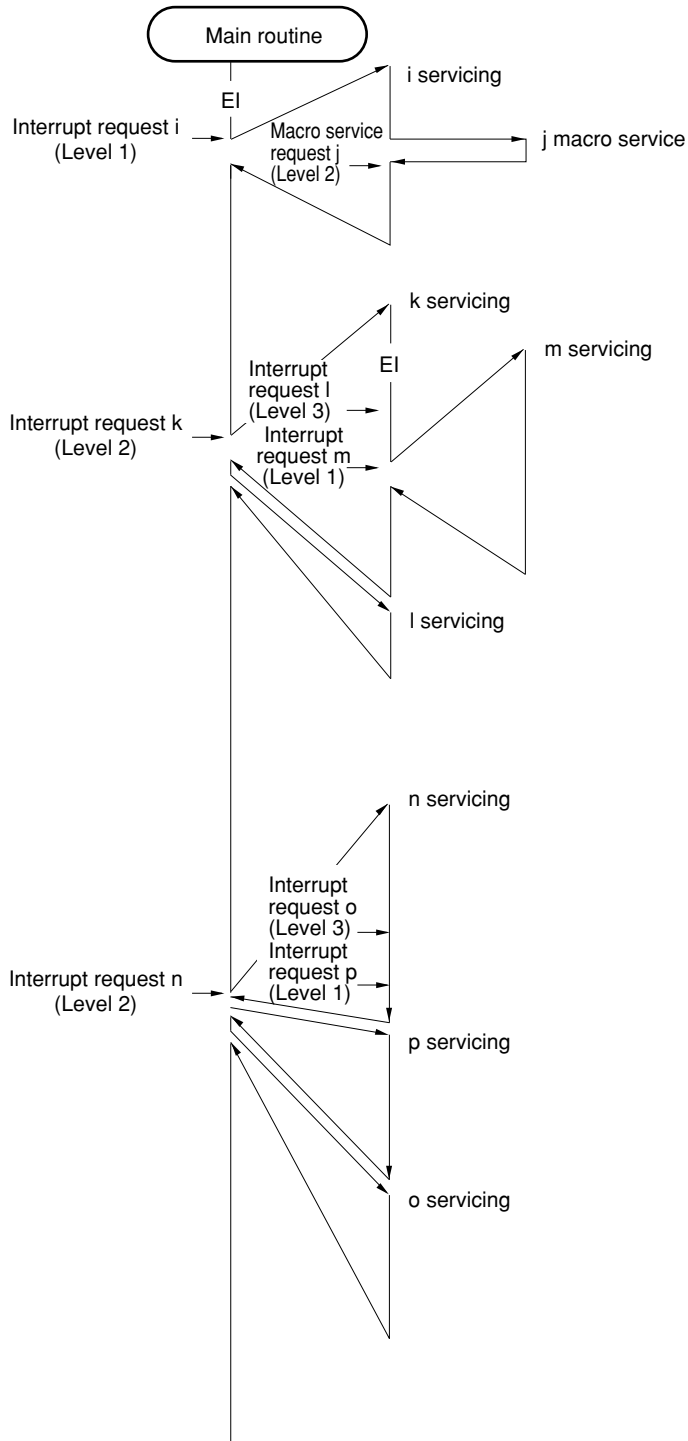 Main routine
EI
i servicing
Interrupt request i
(Level 1)
Macro service
request j
(Level 2)
j macro service
k servicing
EI
m servicing
Interrupt
request l
(Level 3)
Interrupt request k
(Level 2)
Interrupt
request m
(Level 1)
l servicing
n servicing
Interrupt
request o
(Level 3)
Interrupt
request p
(Level 1)
Interrupt request n
(Level 2)
p servicing
o servicing